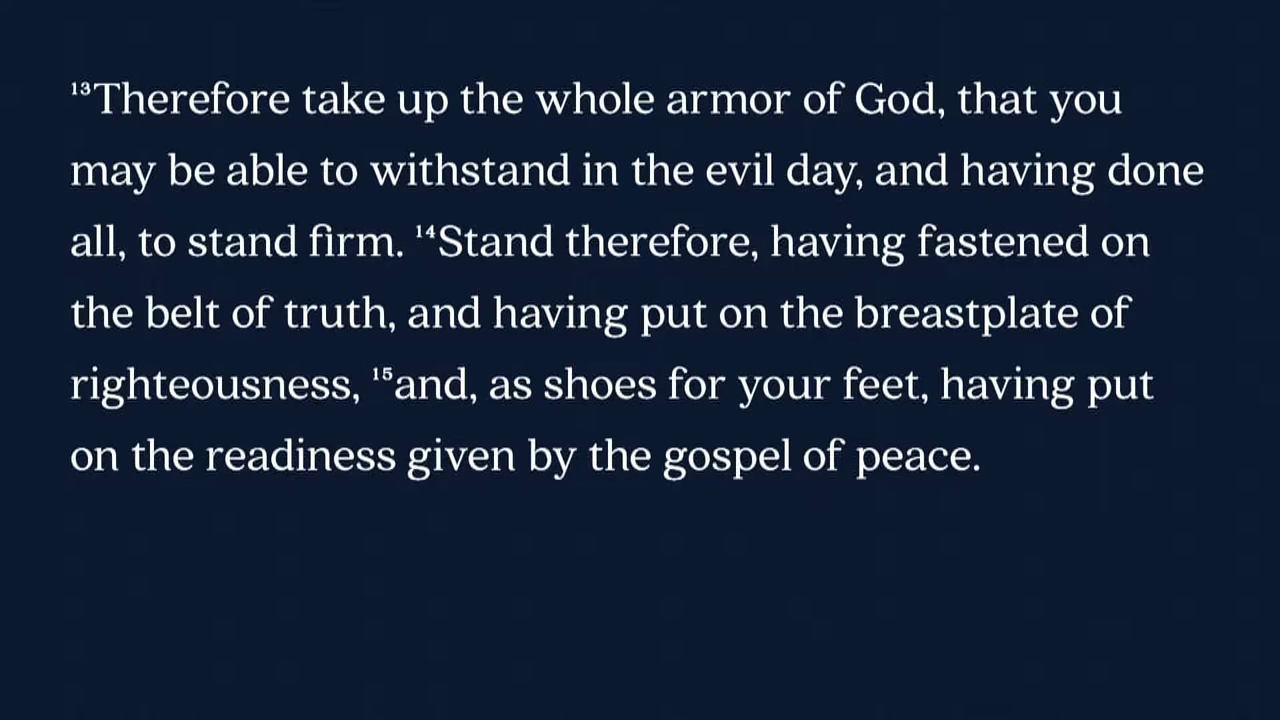 ¹³Therefore take up the whole armor of God, that you
may be able to withstand in the evil day, and having done
all, to stand firm. ¹⁴Stand therefore, having fastened on
the belt of truth, and having put on the breastplate of
righteousness, ¹⁵and, as shoes for your feet, having put
on the readiness given by the gospel of peace.